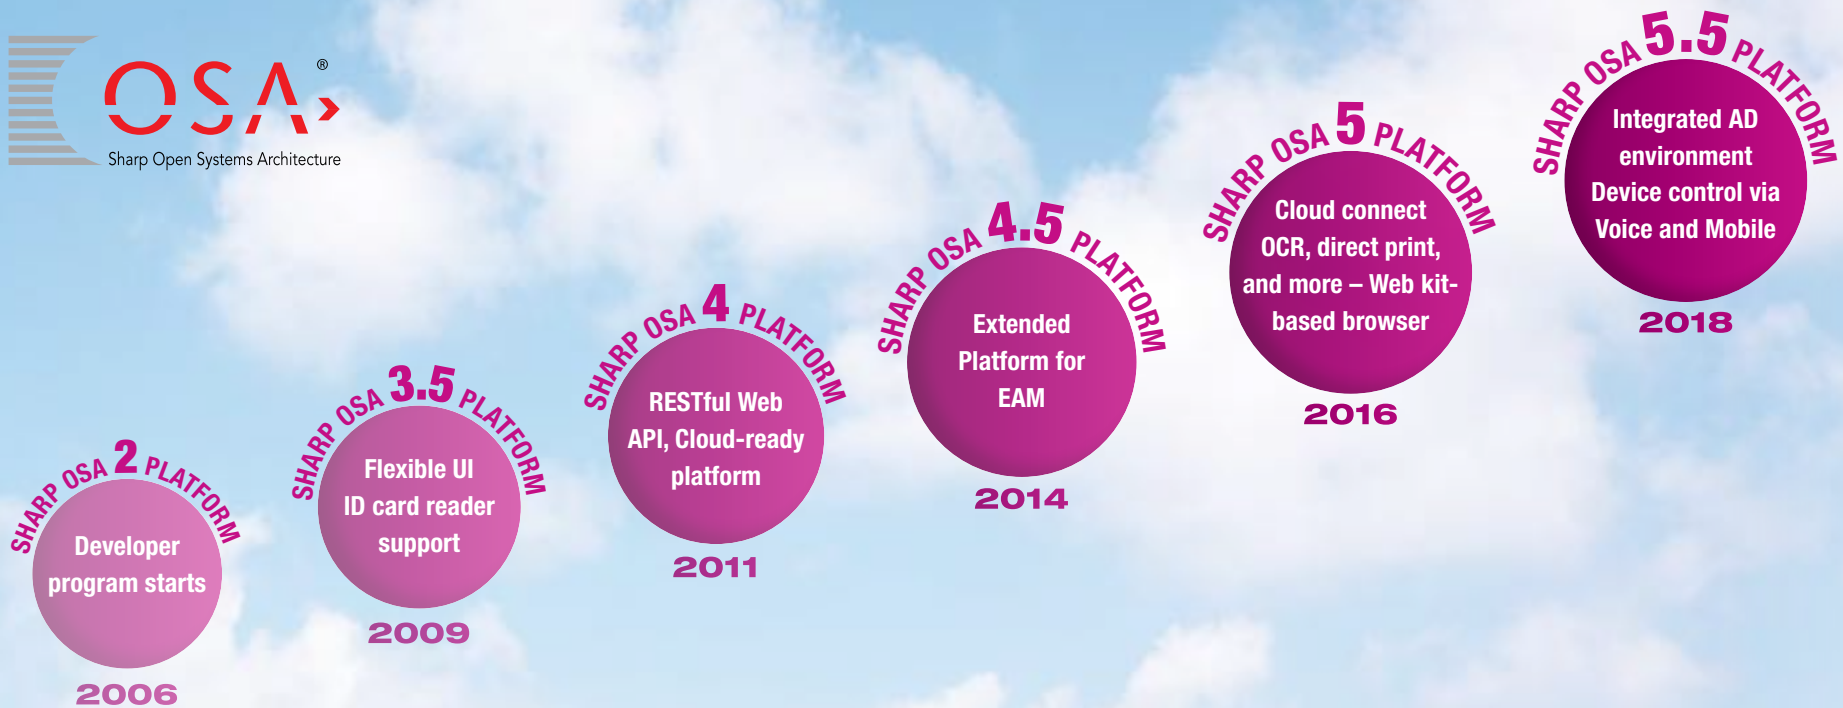 OSA®
Sharp Open Systems Architecture
SHARP OSA 2 PLATFORM
Developer
program starts
2006
SHARP OSA 3.5 PLATFORM
Flexible UI
ID card reader
support
2009
SHARP OSA 4 PLATFORM
RESTful Web
API, Cloud-ready
platform
2011
SHARP OSA 4.5 PLATFORM
Extended
Platform for
EAM
2014
SHARP OSA 5 PLATFORM
Cloud connect
OCR, direct print,
and more – Web kit-
based browser
2016
SHARP OSA 5.5 PLATFORM
Integrated AD
environment
Device control via
Voice and Mobile
2018